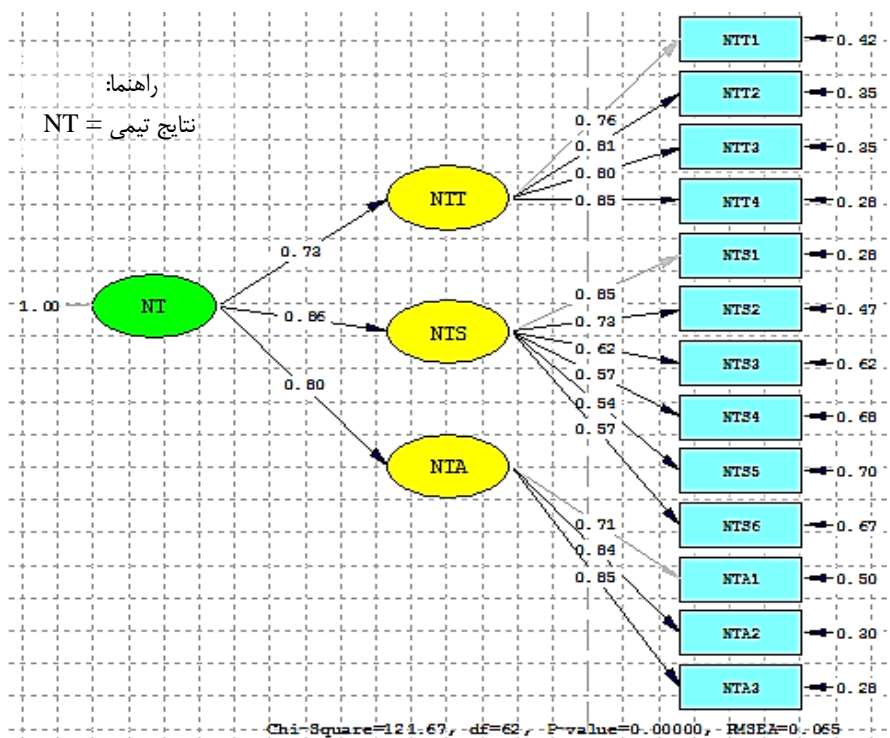 راهنما:
NT = نتایج تیمی
1.00
NT
0.73
0.86
0.80
NTT
NTS
NTA
0.76
0.81
0.80
0.85
0.85
0.73
0.62
0.57
0.54
0.57
0.71
0.84
0.85
NTT1 0.42
NTT2 0.35
NTT3 0.35
NTT4 0.28
NTS1 0.28
NTS2 0.47
NTS3 0.62
NTS4 0.68
NTS5 0.70
NTS6 0.67
NTA1 0.50
NTA2 0.30
NTA3 0.28
Chi-Square=121.67, df=62, P-value=0.00000, RMSEA=0.065